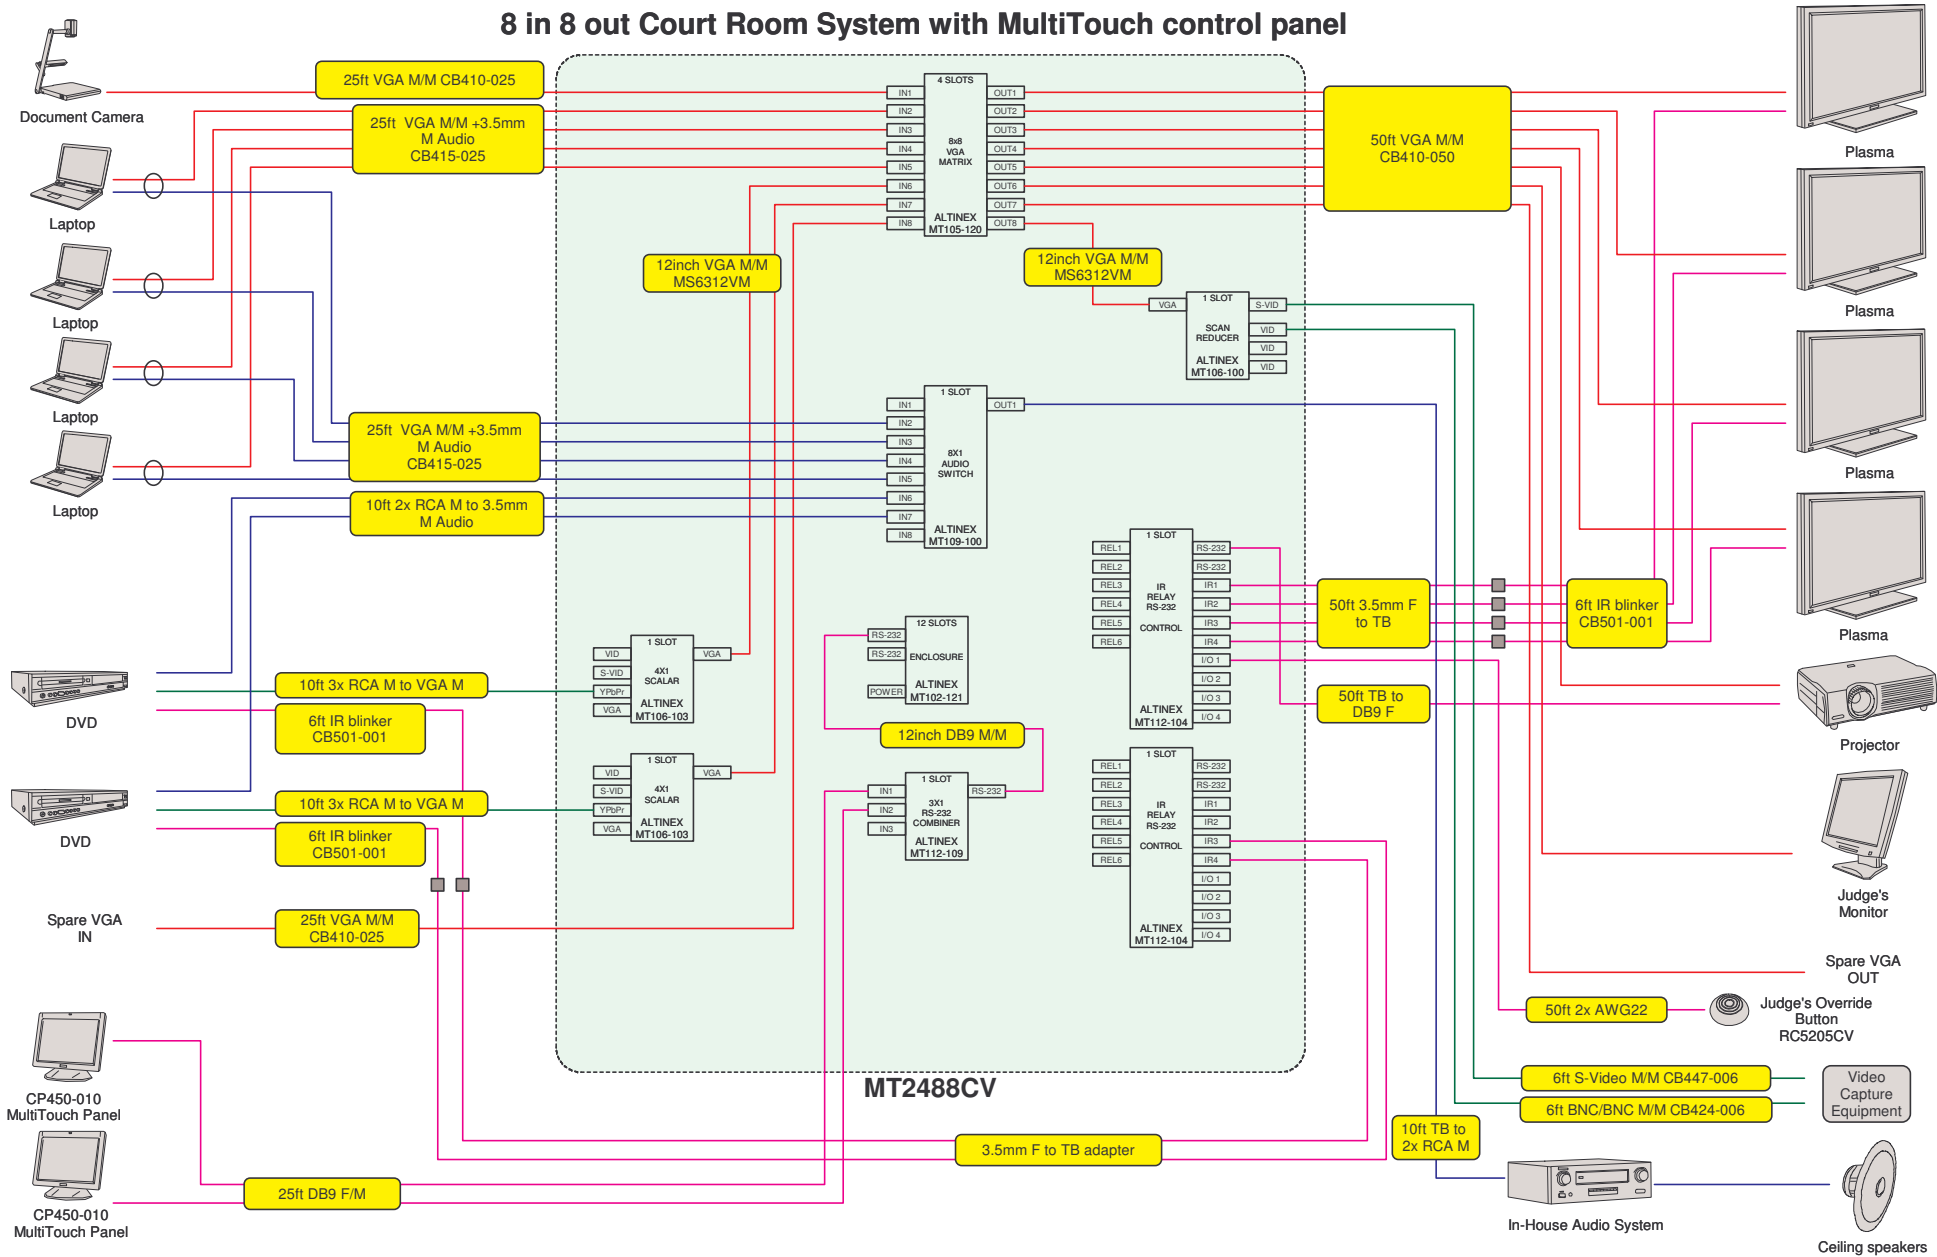 8 in 8 out Court Room System with MultiTouch control panel
Document Camera
25ft VGA M/M CB410-025
25ft VGA M/M +3.5mm
M Audio
CB415-025
Laptop
Laptop
Laptop
Laptop
25ft VGA M/M +3.5mm
M Audio
CB415-025
10ft 2x RCA M to 3.5mm
M Audio
DVD
10ft 3x RCA M to VGA M
6ft IR blinker
CB501-001
DVD
10ft 3x RCA M to VGA M
6ft IR blinker
CB501-001
Spare VGA
IN
25ft VGA M/M
CB410-025
CP450-010
MultiTouch Panel
CP450-010
MultiTouch Panel
25ft DB9 F/M
4 SLOTS
IN1
IN2
IN3
IN4
IN5
IN6
IN7
IN8
8x8
VGA
MATRIX
ALTINEX
MT105-120
OUT1
OUT2
OUT3
OUT4
OUT5
OUT6
OUT7
OUT8
12inch VGA M/M
MS6312VM
12inch VGA M/M
MS6312VM
1 SLOT
VGA
SCAN
REDUCER
ALTINEX
MT106-100
S-VID
VID
VID
VID
1 SLOT
IN1
IN2
IN3
IN4
IN5
IN6
IN7
IN8
8X1
AUDIO
SWITCH
ALTINEX
MT109-100
OUT1
1 SLOT
VID
S-VID
YPbPr
VGA
4X1
SCALAR
ALTINEX
MT106-103
VGA
1 SLOT
VID
S-VID
YPbPr
VGA
4X1
SCALAR
ALTINEX
MT106-103
VGA
12 SLOTS
RS-232
RS-232
POWER
ENCLOSURE
ALTINEX
MT102-121
12inch DB9 M/M
1 SLOT
IN1
IN2
IN3
3X1
RS-232
COMBINER
ALTINEX
MT112-109
RS-232
1 SLOT
REL1
REL2
REL3
REL4
REL5
REL6
IR
RELAY
RS-232
CONTROL
ALTINEX
MT112-104
RS-232
RS-232
IR1
IR2
IR3
IR4
I/O 1
I/O 2
I/O 3
I/O 4
1 SLOT
REL1
REL2
REL3
REL4
REL5
REL6
IR
RELAY
RS-232
CONTROL
ALTINEX
MT112-104
RS-232
RS-232
IR1
IR2
IR3
IR4
I/O 1
I/O 2
I/O 3
I/O 4
MT2488CV
3.5mm F to TB adapter
50ft VGA M/M
CB410-050
50ft 3.5mm F
to TB
6ft IR blinker
CB501-001
50ft TB to
DB9 F
Plasma
Plasma
Plasma
Plasma
Projector
Judge's
Monitor
Spare VGA
OUT
50ft 2x AWG22
Judge's Override
Button
RC5205CV
6ft S-Video M/M CB447-006
6ft BNC/BNC M/M CB424-006
Video
Capture
Equipment
10ft TB to
2x RCA M
In-House Audio System
Ceiling speakers